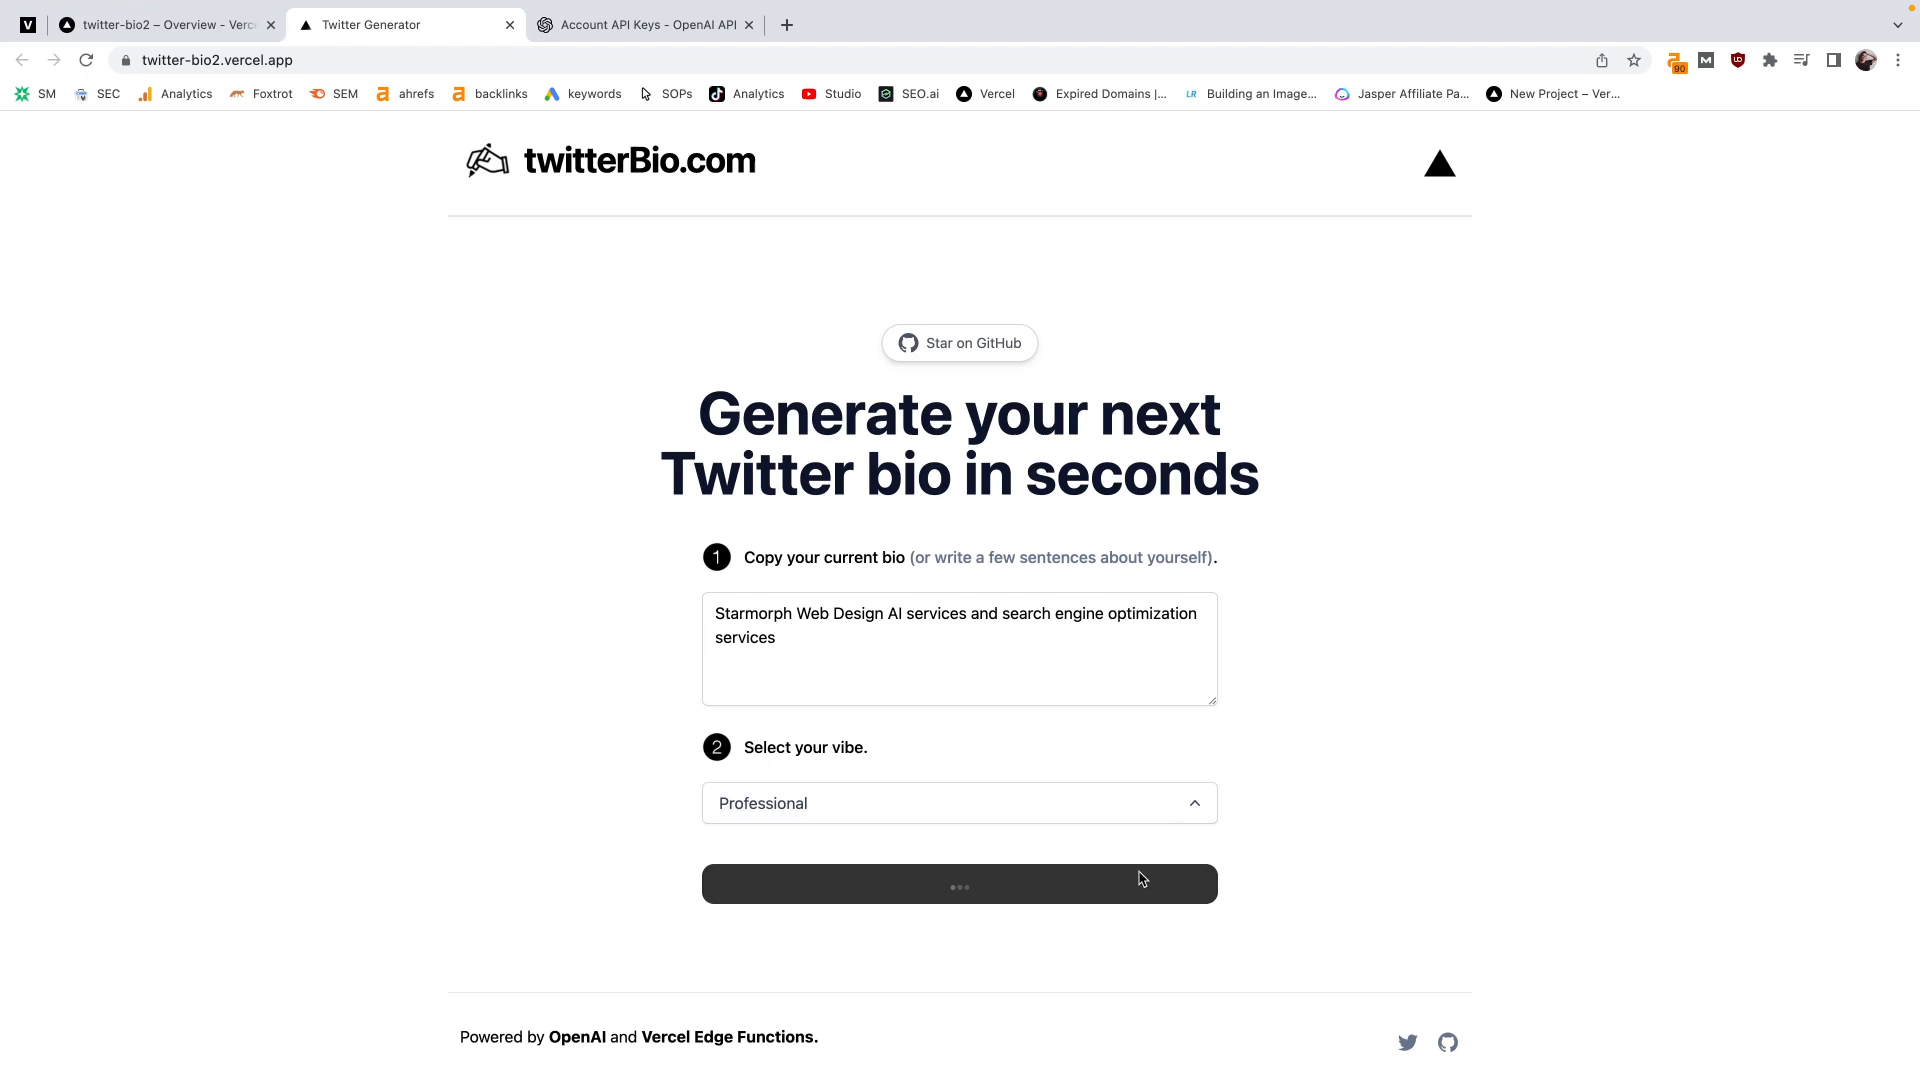 twitter-bio2 – Overview - Verc
Twitter Generator
Account API Keys - OpenAI API
twitter-bio2.vercel.app
90
SM
SEC
Analytics
Foxtrot
SEM
ahrefs
backlinks
keywords
SOPs
Analytics
Studio
SEO.ai
Vercel
Expired Domains |...
LR Building an Image...
Jasper Affiliate Pa...
New Project – Ver...
twitterBio.com
Star on GitHub
Generate your next
Twitter bio in seconds
1 Copy your current bio (or write a few sentences about yourself).
Starmorph Web Design AI services and search engine optimization
services
2 Select your vibe.
Professional
Powered by OpenAI and Vercel Edge Functions.